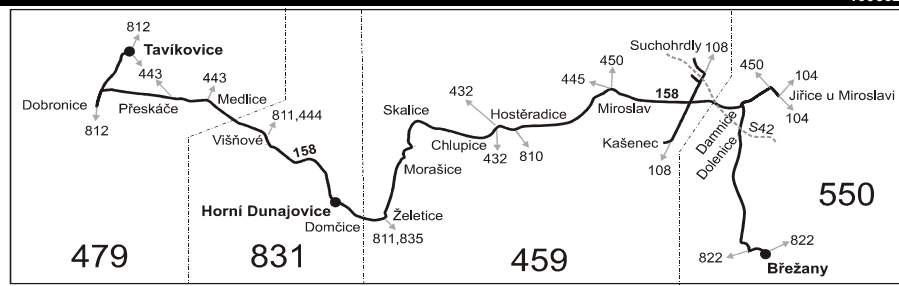 812
Tavíkovice
443
443
Dobronice
812
Přeskáče
Medlice
811,444
Višňové
158
Horní Dunajovice
Domčice
Želetice
811,835
Morašice
Skalice
432
Chlupice
432
Hostěradice
810
445
450
Miroslav
158
Suchohrdly
108
Kašenec
108
450
104
Jiřice u Miroslavi
104
Damnice
Dolenice
S42
822
822
Břežany
479
831
459
550